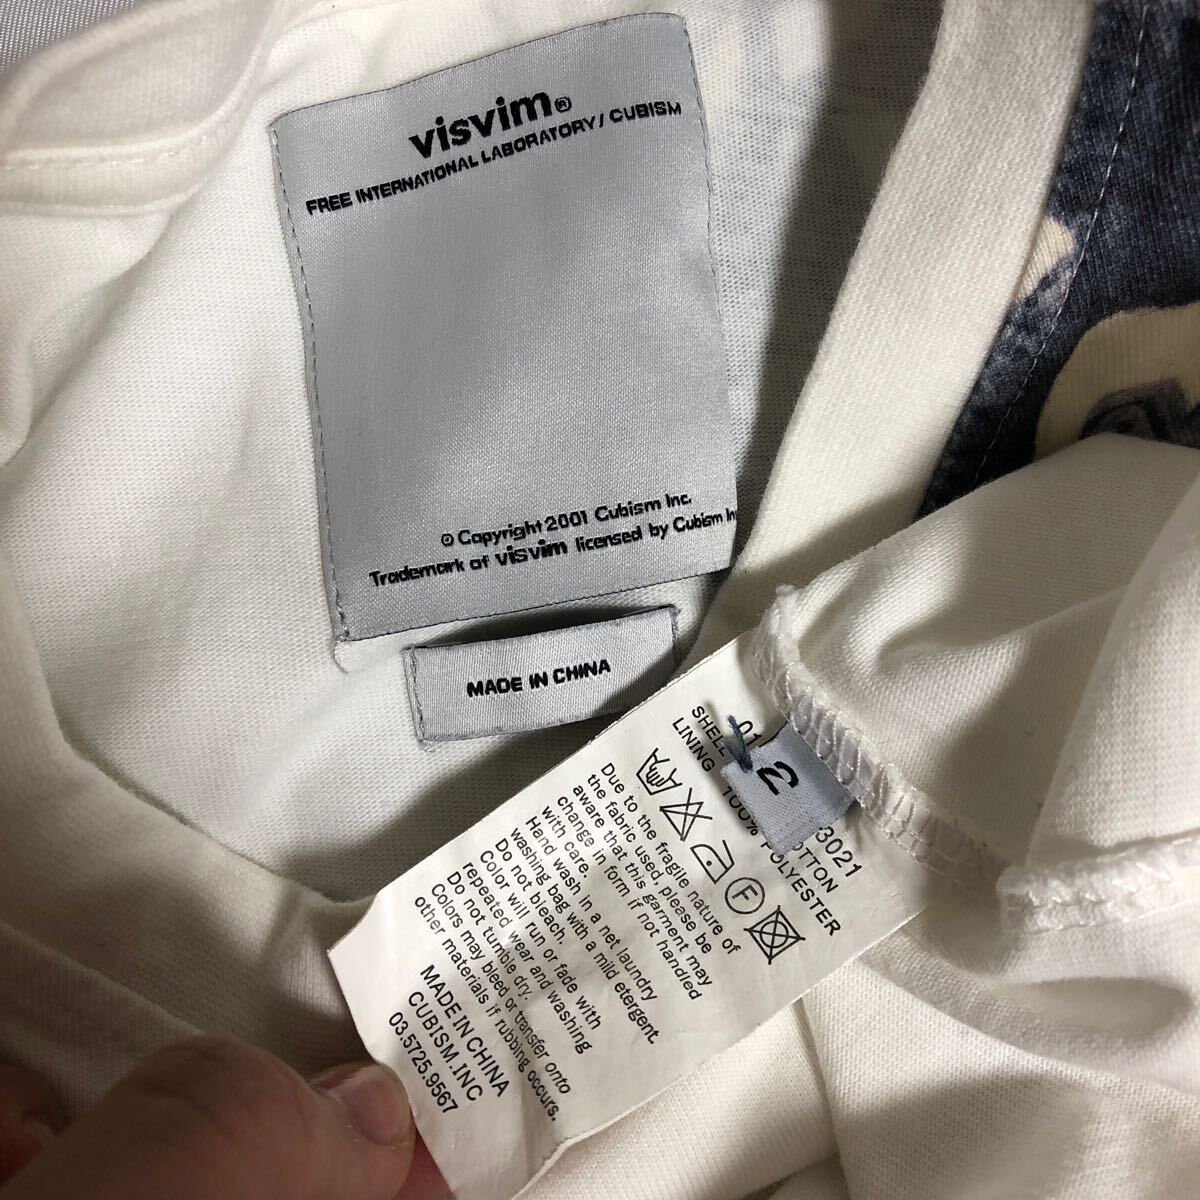 visvim®
FREE INTERNATIONAL LABORATORY / CUBISM
© Copyright 2001 Cubism Inc.
Trademark of visvim licensed by Cubism In
MADE IN CHINA
3
SHELL
LINING 100% POLYESTER
F
Due to the fragile nature of
the fabric used, please be
aware that this garment may
change in form if not handled
with care.
Hand wash in a net laundry
washing bag with a mild etergent.
Do not bleach.
Color will run or fade with
repeated wear and washing
Do not tumble dry.
Colors may bleed or transfer onto
other materials if rubbing occurs.
MADE IN CHINA
CUBISM.INC
03.5725.9567